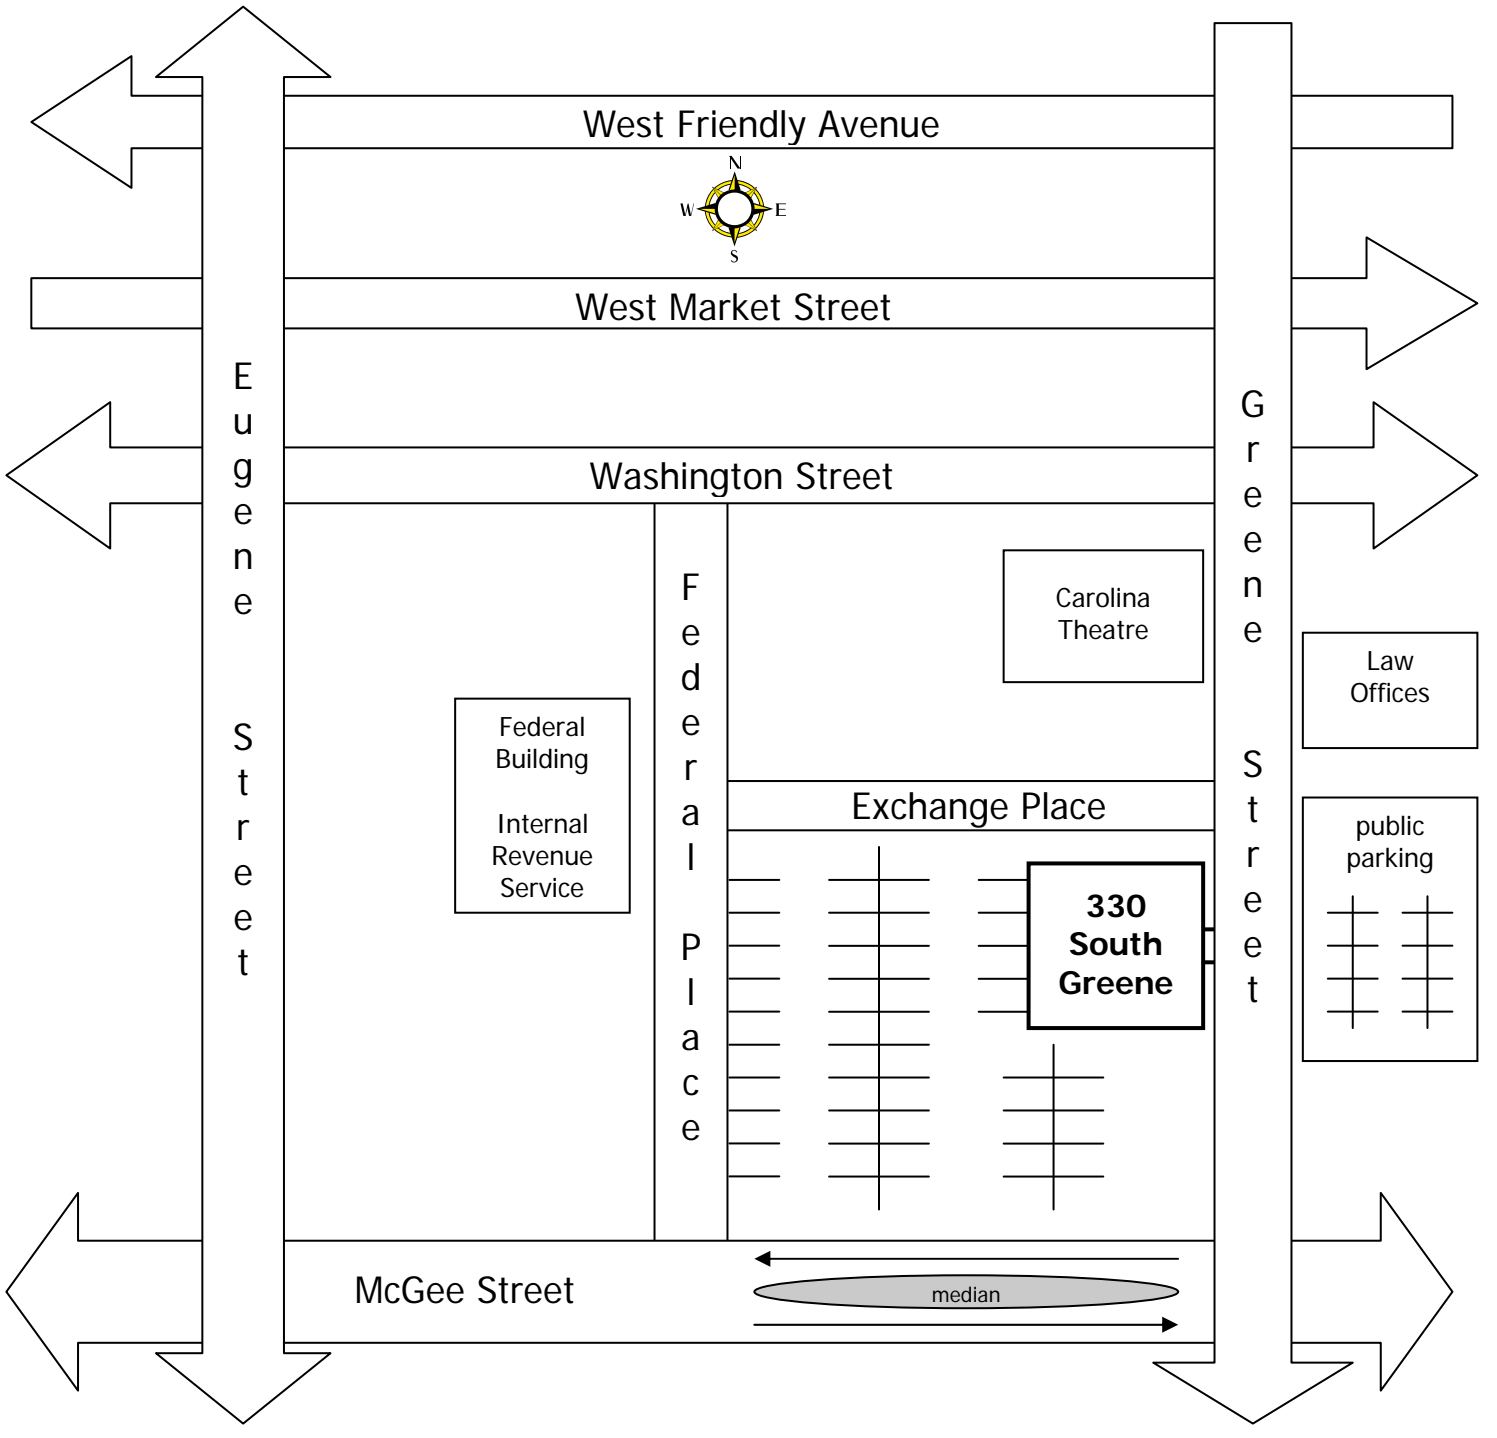 West Friendly Avenue
N
W E
S
West Market Street
Eugene Street
Greene Street
Washington Street
Federal Place
Carolina
Theatre
Law
Offices
Federal
Building
Internal
Revenue
Service
Exchange Place
public
parking
330
South
Greene
McGee Street
median